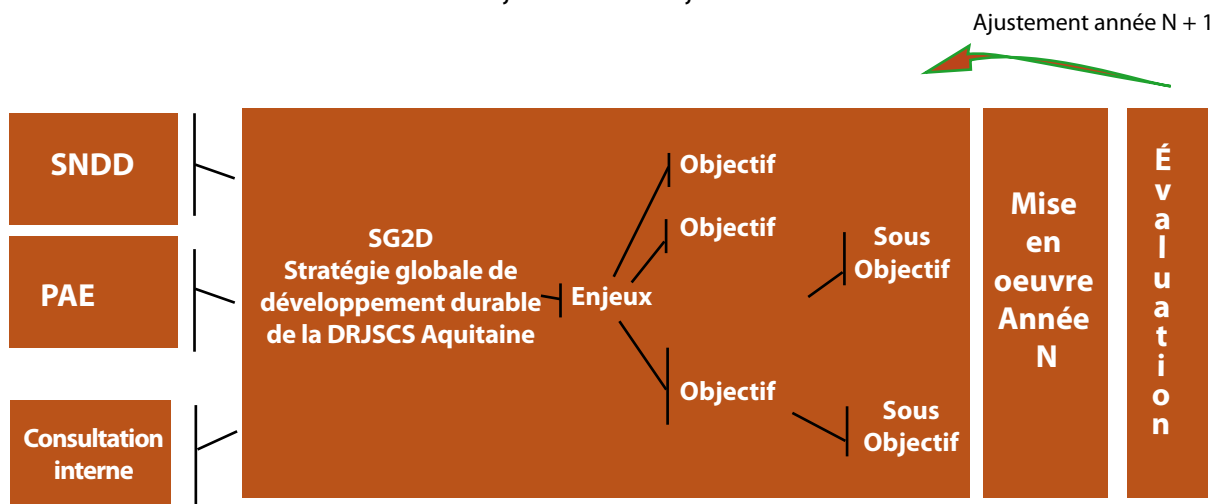 Ajustement année N + 1
SNDD
PAE
Consultation
interne
SG2D
Stratégie globale de
développement durable
de la DRJSCS Aquitaine
Enjeux
Objectif
Objectif
Objectif
Sous
Objectif
Sous
Objectif
Mise
en
oeuvre
Année
N
Évaluation